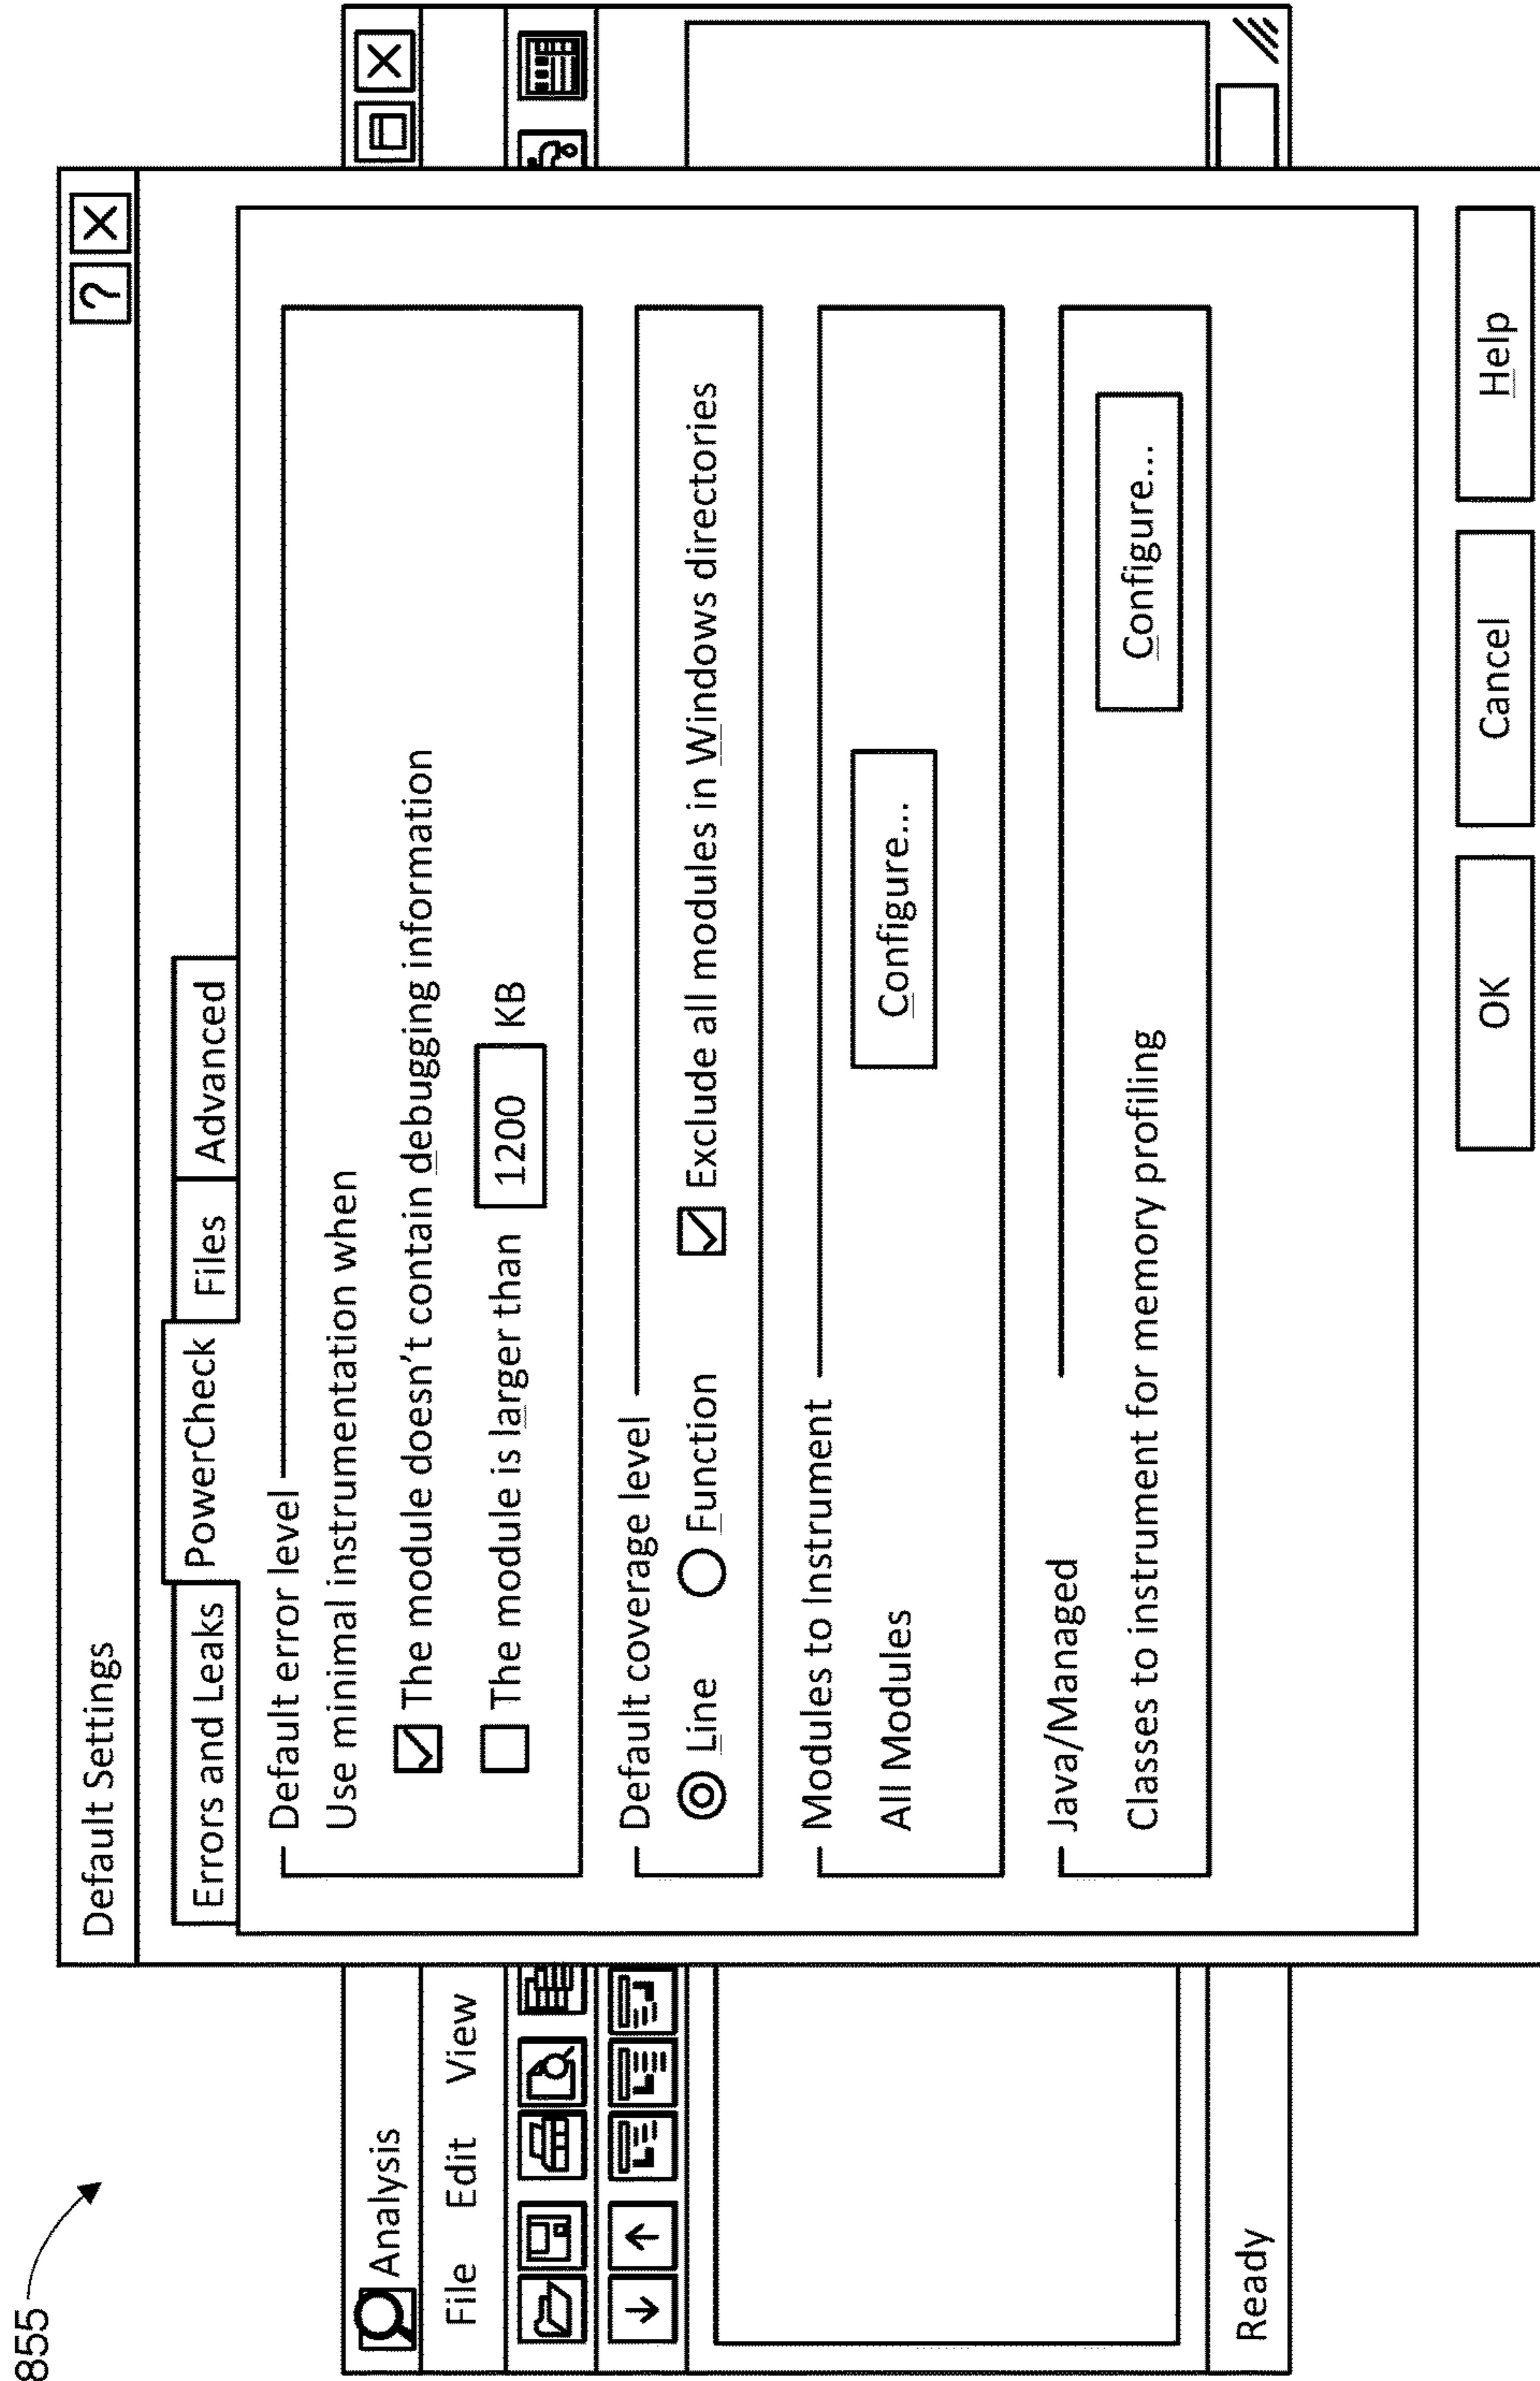 855
Default Settings
? X
Errors and Leaks PowerCheck Files Advanced
Default error level
Use minimal instrumentation when
The module doesn't contain debugging information
The module is larger than 1200 KB
Default coverage level
Line Function Exclude all modules in Windows directories
Modules to Instrument
All Modules Configure...
Java/Managed
Classes to instrument for memory profiling
Configure...
OK Cancel Help
Analysis
File Edit View
Ready